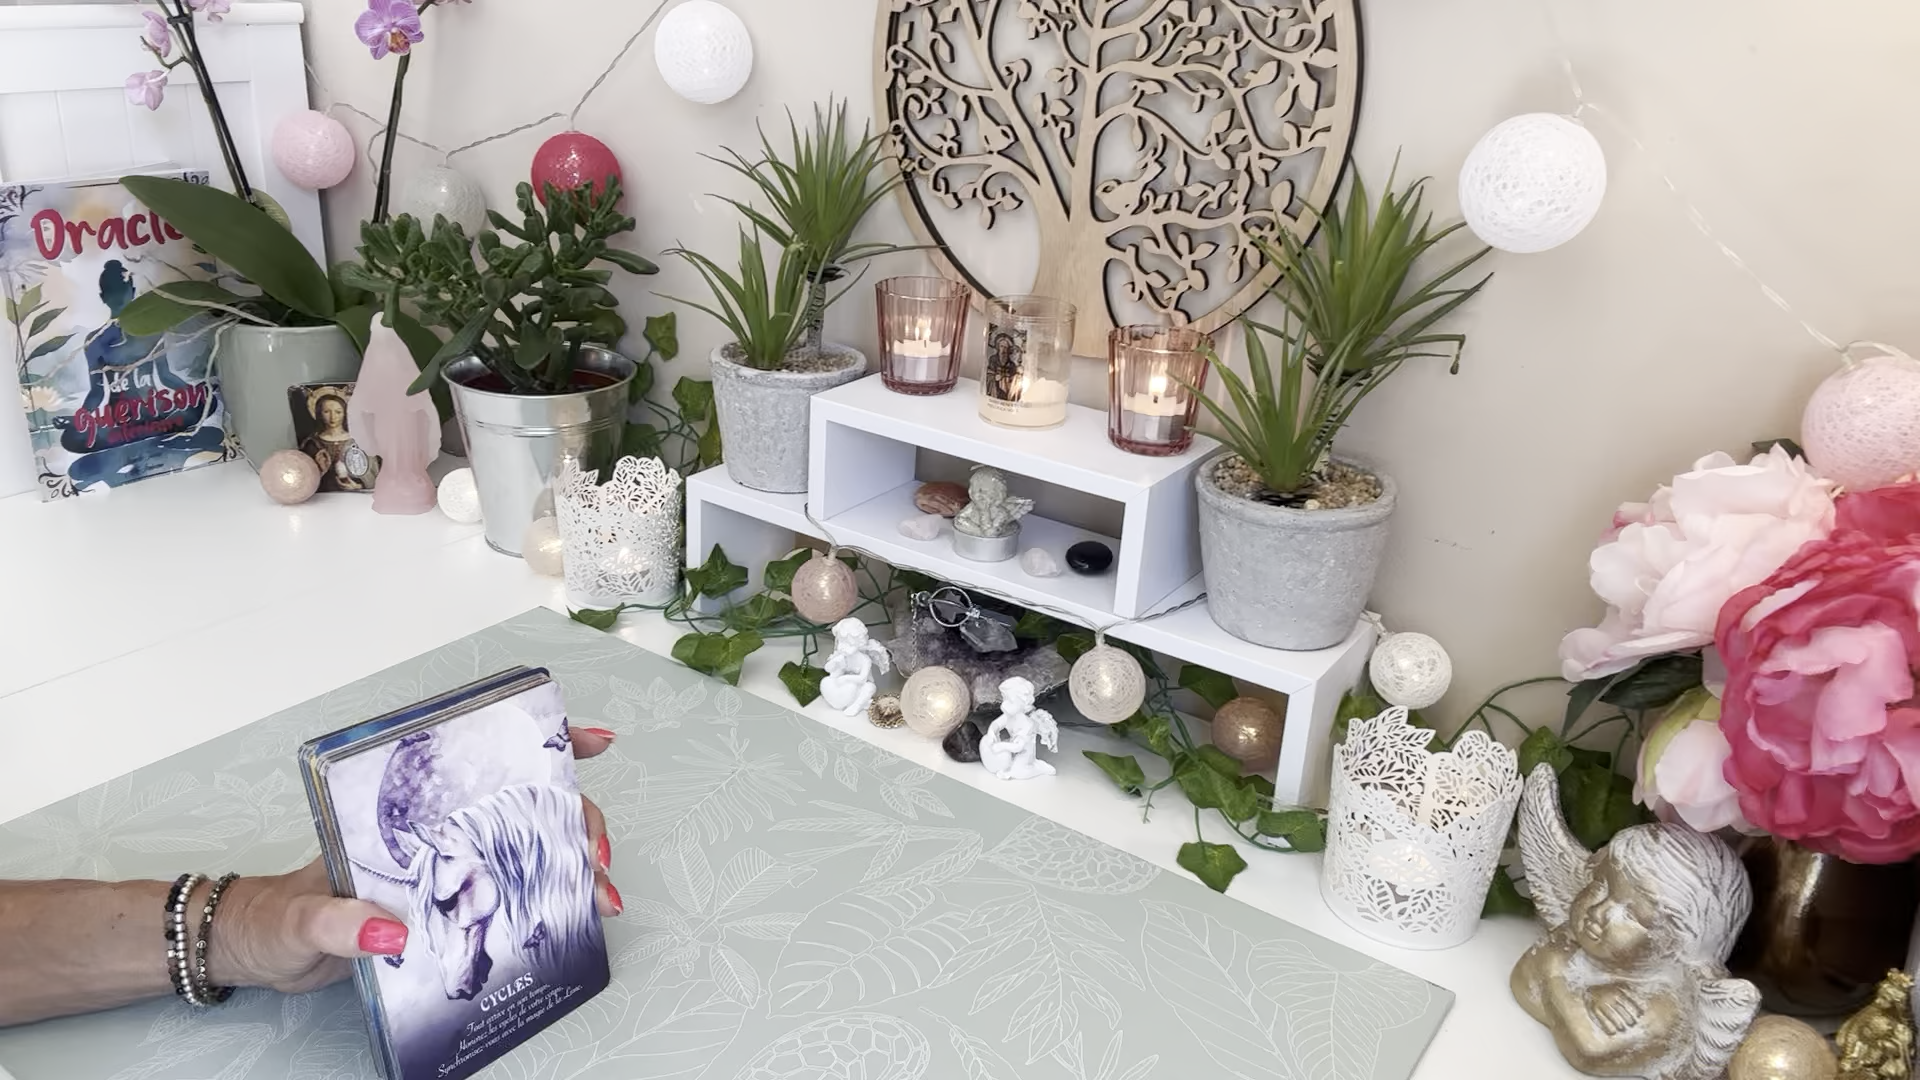 Oracle
de la
guérison
intérieure
CYCLES
Tout arrive en son temps.
Honorez les cycles de votre corps.
Synchronisez-vous avec la magie de la Lune.